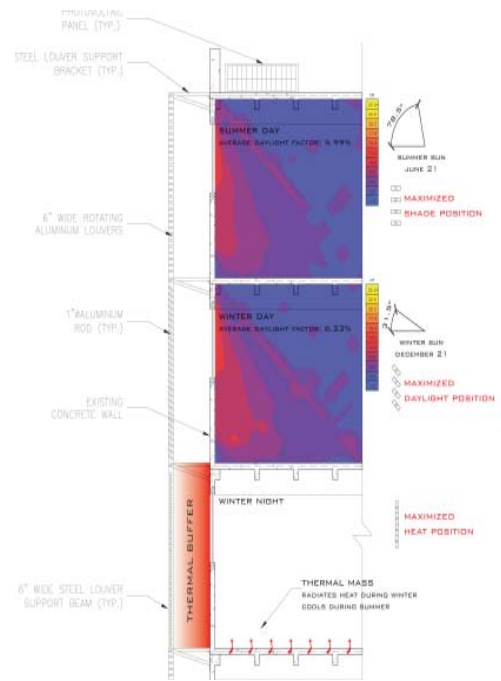 PHOTOVOLTAIC
PANEL (TYP.)
STEEL LOUVER SUPPORT
BRACKET (TYP.)
SUMMER DAY
AVERAGE DAYLIGHT FACTOR: 5.99%
78.5°
SUMMER SUN
JUNE 21
MAXIMIZED
SHADE POSITION
6" WIDE ROTATING
ALUMINUM LOUVERS
WINTER DAY
AVERAGE DAYLIGHT FACTOR: 6.23%
31.5°
WINTER SUN
DECEMBER 21
1"ØALUMINUM
ROD (TYP.)
MAXIMIZED
DAYLIGHT POSITION
EXISTING
CONCRETE WALL
WINTER NIGHT
MAXIMIZED
HEAT POSITION
THERMAL BUFFER
6" WIDE STEEL LOUVER
SUPPORT BEAM (TYP.)
THERMAL MASS
RADIATES HEAT DURING WINTER
COOLS DURING SUMMER